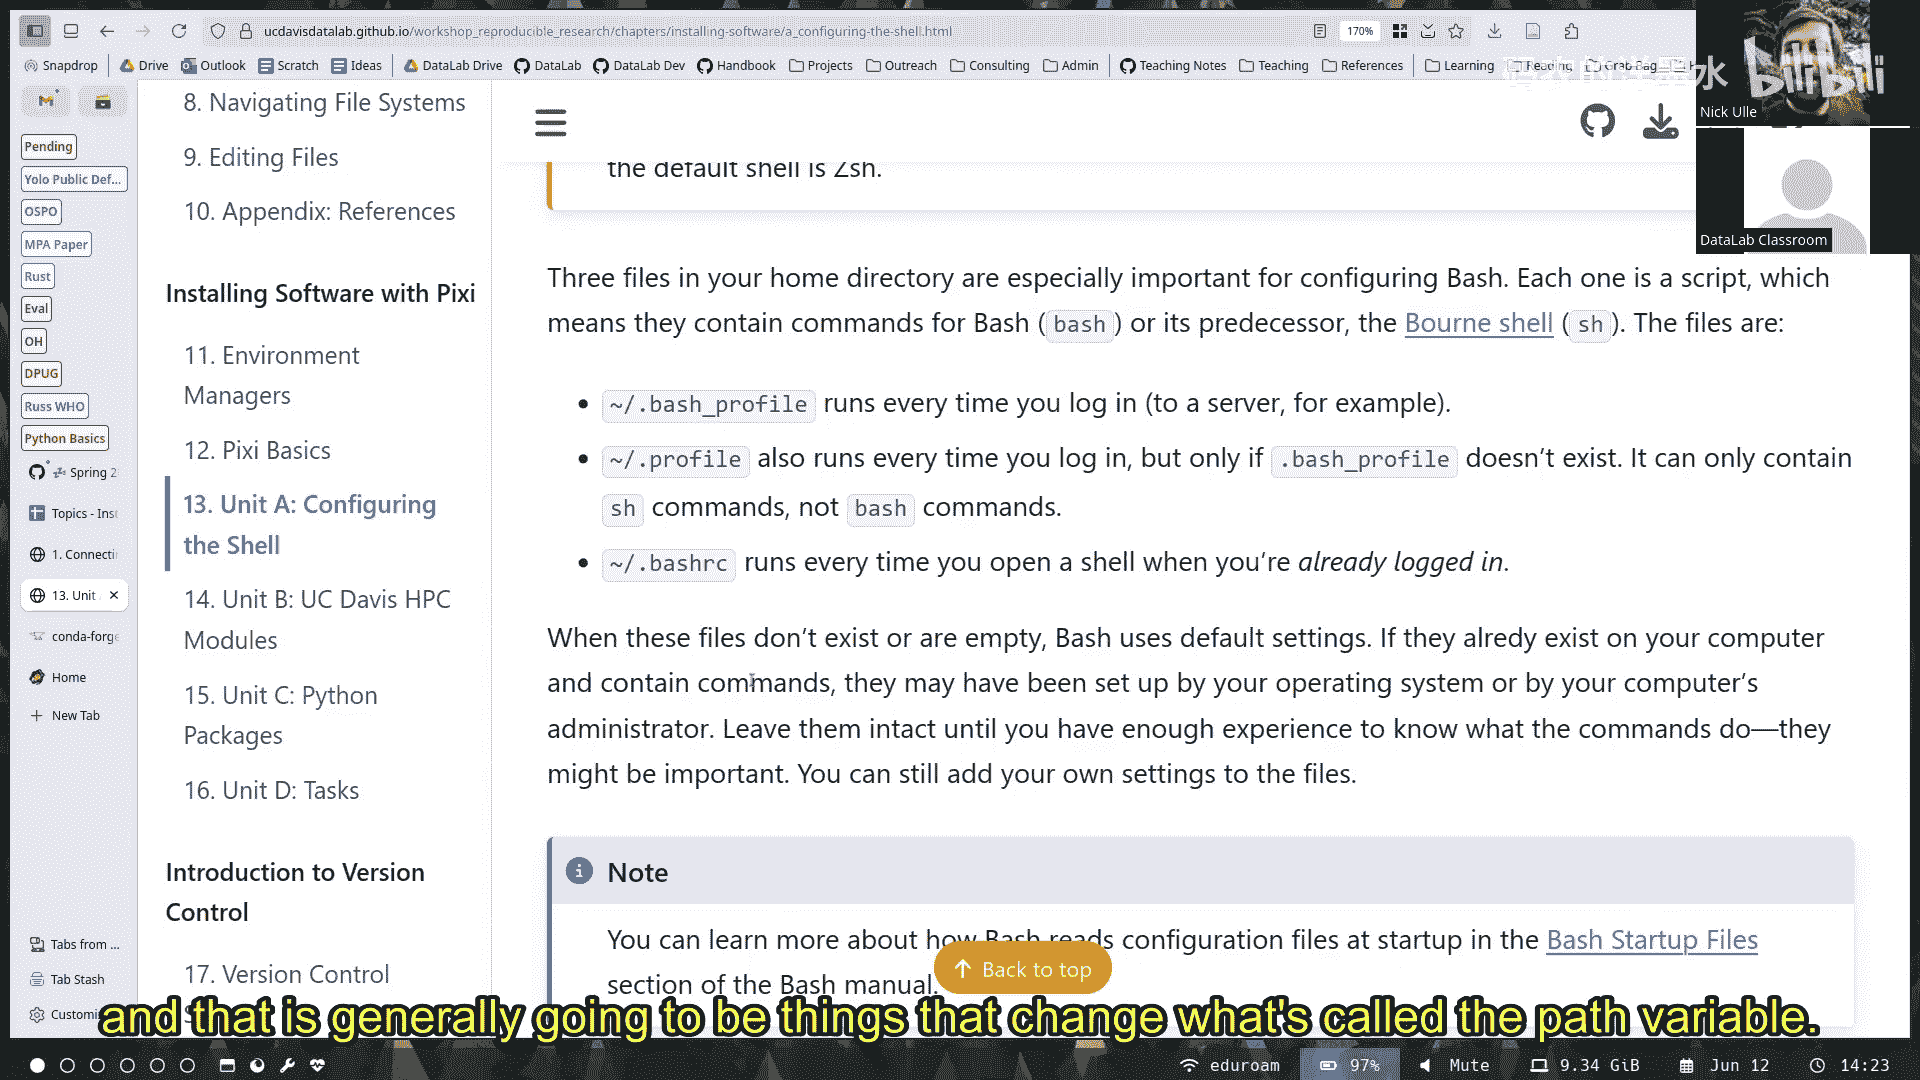 ucdavisdatalab.github.io/workshop_reproducible_research/chapters/installing-software/a_configuring-the-shell.html
170%
Snapdrop
Drive
Outlook
Scratch
Ideas
DataLab Drive
DataLab
DataLab Dev
Handbook
Projects
Outreach
Consulting
Admin
Teaching Notes
Teaching
References
Learning
Reading
Grab Bag
bilibili
Nick Ulle
DataLab Classroom
Pending
Yolo Public Def...
OSPO
MPA Paper
Rust
Eval
OH
DPUG
Russ WHO
Python Basics
Spring 2
Topics - Inst
1. Connecti
13. Unit
conda-forge
Home
New Tab
Tabs from ...
Tab Stash
Customi
8. Navigating File Systems
9. Editing Files
10. Appendix: References
Installing Software with Pixi
11. Environment
Managers
12. Pixi Basics
13. Unit A: Configuring
the Shell
14. Unit B: UC Davis HPC
Modules
15. Unit C: Python
Packages
16. Unit D: Tasks
Introduction to Version
Control
17. Version Control
the default shell is Zsh.
Three files in your home directory are especially important for configuring Bash. Each one is a script, which
means they contain commands for Bash (bash) or its predecessor, the Bourne shell (sh). The files are:
• ~/.bash_profile runs every time you log in (to a server, for example).
• ~/.profile also runs every time you log in, but only if .bash_profile doesn’t exist. It can only contain
sh commands, not bash commands.
• ~/.bashrc runs every time you open a shell when you’re already logged in.
When these files don’t exist or are empty, Bash uses default settings. If they alredy exist on your computer
and contain commands, they may have been set up by your operating system or by your computer’s
administrator. Leave them intact until you have enough experience to know what the commands do—they
might be important. You can still add your own settings to the files.
Note
You can learn more about how Bash reads configuration files at startup in the Bash Startup Files
section of the Bash manual.
Back to top
and that is generally going to be things that change what's called the path variable.
eduroam
97%
Mute
9.34 GiB
Jun 12
14:23